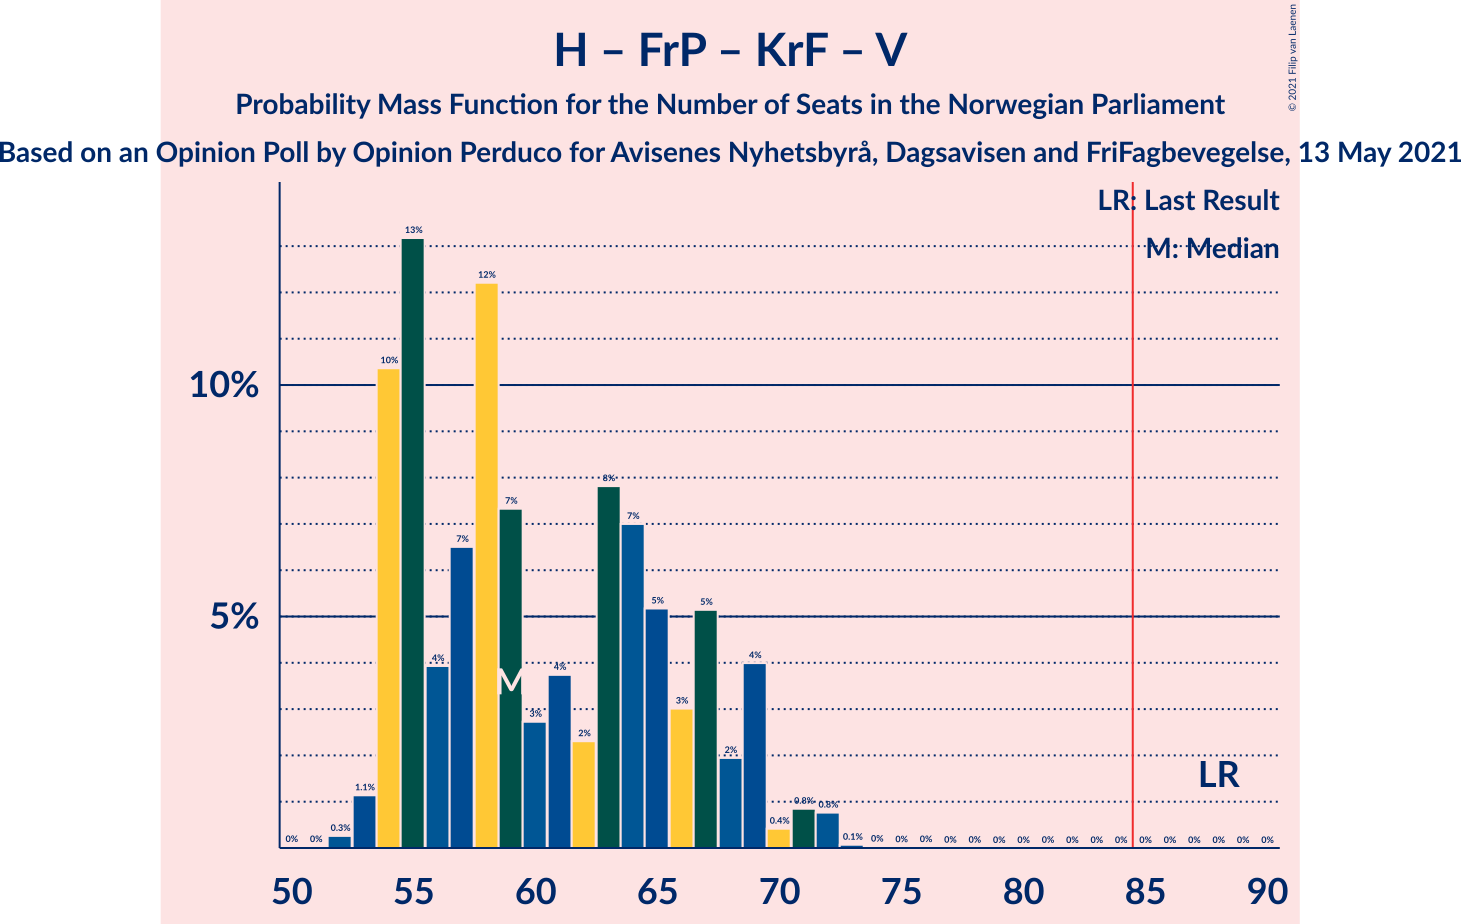 © 2021 Filip van Laenen
H – FrP – KrF – V
Probability Mass Function for the Number of Seats in the Norwegian Parliament
Based on an Opinion Poll by Opinion Perduco for Avisenes Nyhetsbyrå, Dagsavisen and FriFagbevegelse, 13 May 2021
LR: Last Result
M: Median
10%
5%
0% 0% 0.3% 1.1% 10% 13% 4% 7% 12% 7% 3% 4% 2% 8% 7% 5% 3% 5% 2% 4% 0.4% 0.8% 0.8% 0.1% 0% 0% 0% 0% 0% 0% 0% 0% 0% 0% 0% 0% 0% 0% 0% 0% 0%
M
LR
50 55 60 65 70 75 80 85 90